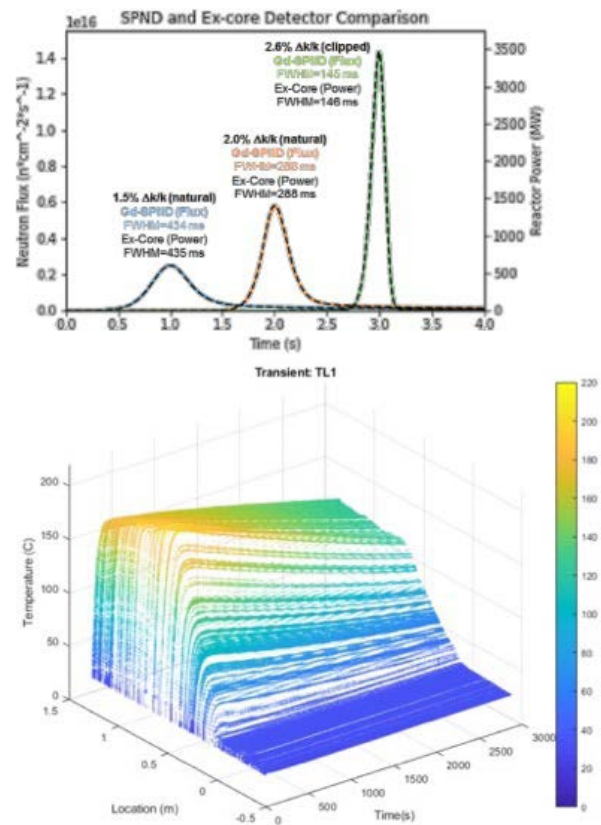 SPND and Ex-core Detector Comparison
1e16
2.6% Δk/k (clipped)
Gd-SPND (Flux)
FWHM=145 ms
Ex-Core (Power)
FWHM=146 ms
2.0% Δk/k (natural)
Gd-SPND (Flux)
FWHM=288 ms
Ex-Core (Power)
FWHM=288 ms
1.5% Δk/k (natural)
Gd-SPND (Flux)
FWHM=434 ms
Ex-Core (Power)
FWHM=435 ms
Neutron Flux (n*cm^-2*s^-1)
1.4
1.2
1.0
0.8
0.6
0.4
0.2
0.0
Reactor Power (MW)
3500
3000
2500
2000
1500
1000
500
0
0.0 0.5 1.0 1.5 2.0 2.5 3.0 3.5 4.0
Time (s)
Transient: TL1
Temperature (C)
200
150
100
50
0
1.5
1
0.5
0
-0.5
Location (m)
0
500
1000
1500
2000
2500
3000
Time(s)
220
200
180
160
140
120
100
80
60
40
20
0